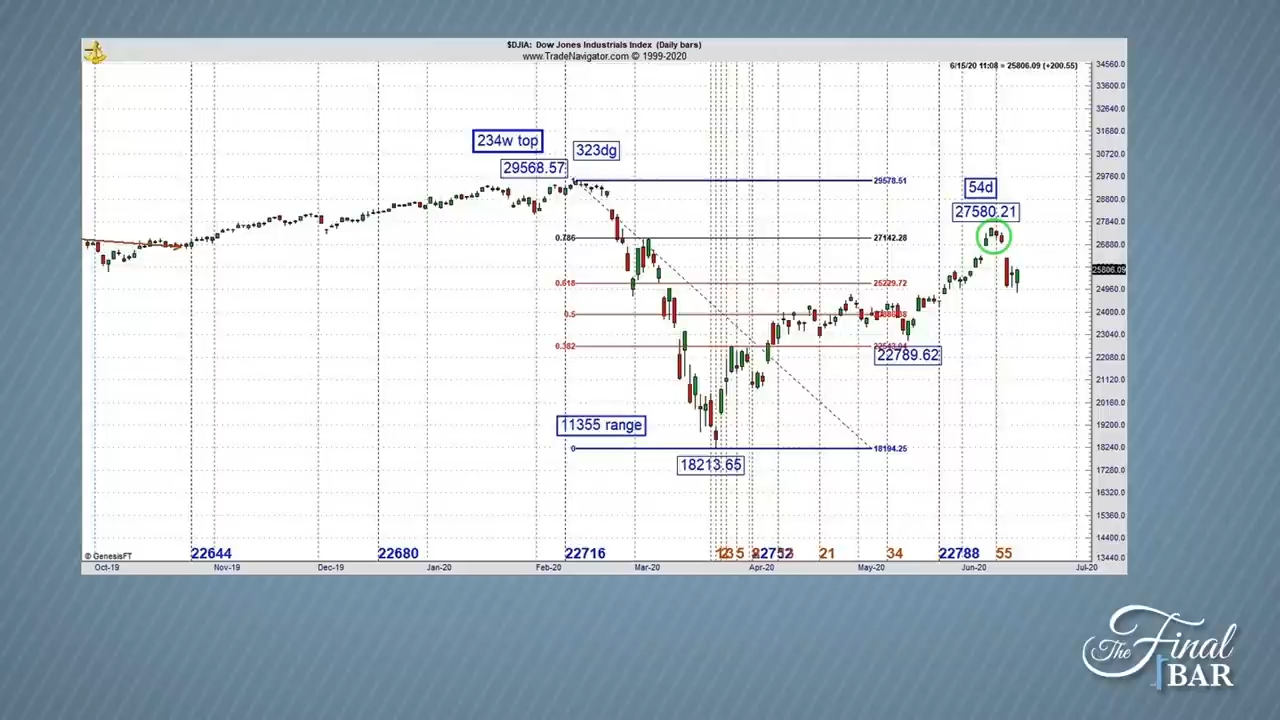 $DJIA: Dow Jones Industrials Index (Daily bars)
www.TradeNavigator.com © 1999-2020
6/15/20 11:08 = 25806.09 (+200.55)
34560.0
33600.0
32640.0
31680.0
30720.0
29760.0
28800.0
27840.0
26880.0
25806.09
24960.0
24000.0
23040.0
22080.0
21120.0
20160.0
19200.0
18240.0
17280.0
16320.0
15360.0
14400.0
13440.0
234w top
323dg
29568.57
29578.51
54d
27580.21
0.786
27142.28
0.618
25229.72
0.5
0.382
22789.62
11355 range
0
18194.25
18213.65
© GenesisFT
22644
22680
22716
22752
21
34
22788
55
Oct-19
Nov-19
Dec-19
Jan-20
Feb-20
Mar-20
Apr-20
May-20
Jun-20
Jul-20
The Final
BAR